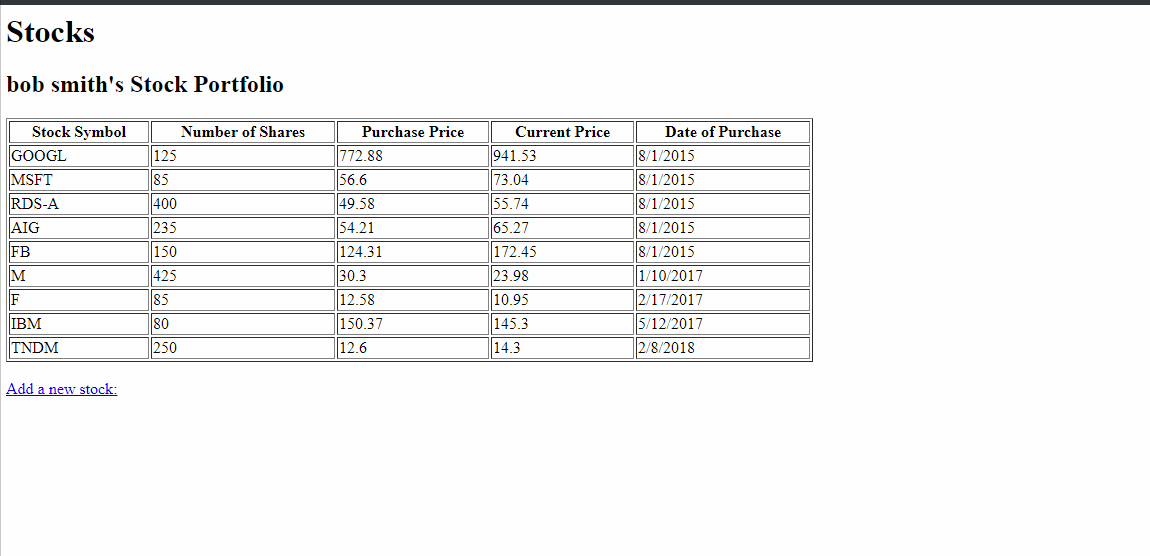 Stocks
bob smith's Stock Portfolio
Stock Symbol Number of Shares Purchase Price Current Price Date of Purchase
GOOGL 125 772.88 941.53 8/1/2015
MSFT 85 56.6 73.04 8/1/2015
RDS-A 400 49.58 55.74 8/1/2015
AIG 235 54.21 65.27 8/1/2015
FB 150 124.31 172.45 8/1/2015
M 425 30.3 23.98 1/10/2017
F 85 12.58 10.95 2/17/2017
IBM 80 150.37 145.3 5/12/2017
TNDM 250 12.6 14.3 2/8/2018
Add a new stock: